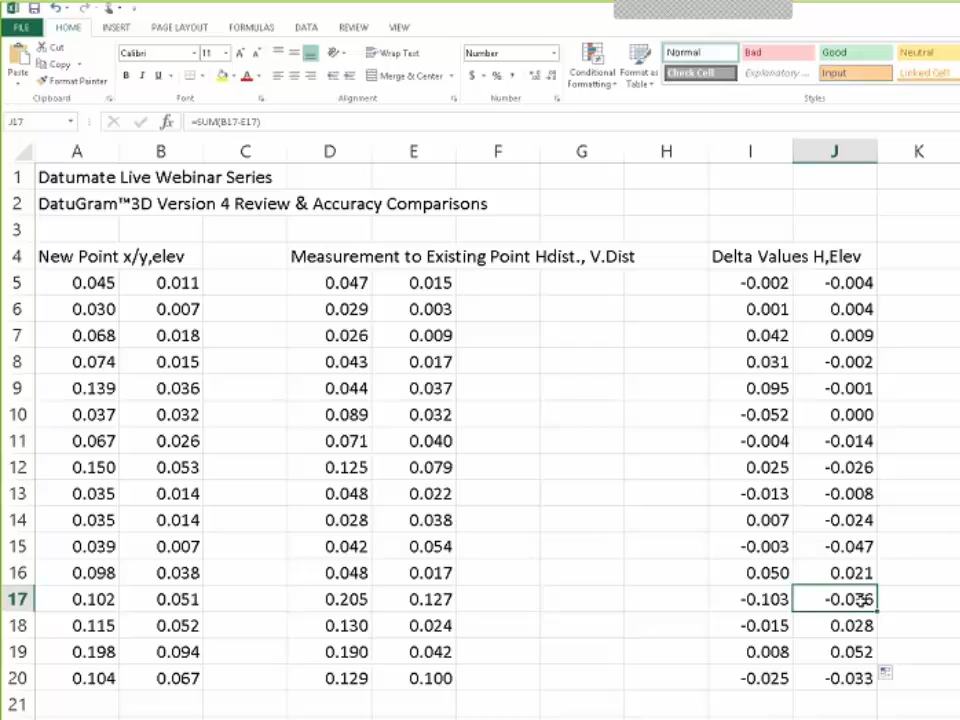 FILE HOME INSERT PAGE LAYOUT FORMULAS DATA REVIEW VIEW
Cut
Copy
Format Painter
Paste
Calibri 11
B I U
Wrap Text
Merge & Center
Number
$ % ,
Conditional Formatting
Format as Table
Normal Bad Good Neutral
Check Cell Explanatory ... Input Linked Cell
Clipboard Font Alignment Number Styles
J17 fx =SUM(B17-E17)
A B C D E F G H I J K
1 Datumate Live Webinar Series
2 DatuGram™3D Version 4 Review & Accuracy Comparisons
3
4 New Point x/y,elev Measurement to Existing Point Hdist., V.Dist Delta Values H,Elev
5 0.045 0.011 0.047 0.015 -0.002 -0.004
6 0.030 0.007 0.029 0.003 0.001 0.004
7 0.068 0.018 0.026 0.009 0.042 0.009
8 0.074 0.015 0.043 0.017 0.031 -0.002
9 0.139 0.036 0.044 0.037 0.095 -0.001
10 0.037 0.032 0.089 0.032 -0.052 0.000
11 0.067 0.026 0.071 0.040 -0.004 -0.014
12 0.150 0.053 0.125 0.079 0.025 -0.026
13 0.035 0.014 0.048 0.022 -0.013 -0.008
14 0.035 0.014 0.028 0.038 0.007 -0.024
15 0.039 0.007 0.042 0.054 -0.003 -0.047
16 0.098 0.038 0.048 0.017 0.050 0.021
17 0.102 0.051 0.205 0.127 -0.103
18 0.115 0.052 0.130 0.024 -0.015 0.028
19 0.198 0.094 0.190 0.042 0.008 0.052
20 0.104 0.067 0.129 0.100 -0.025 -0.033
21